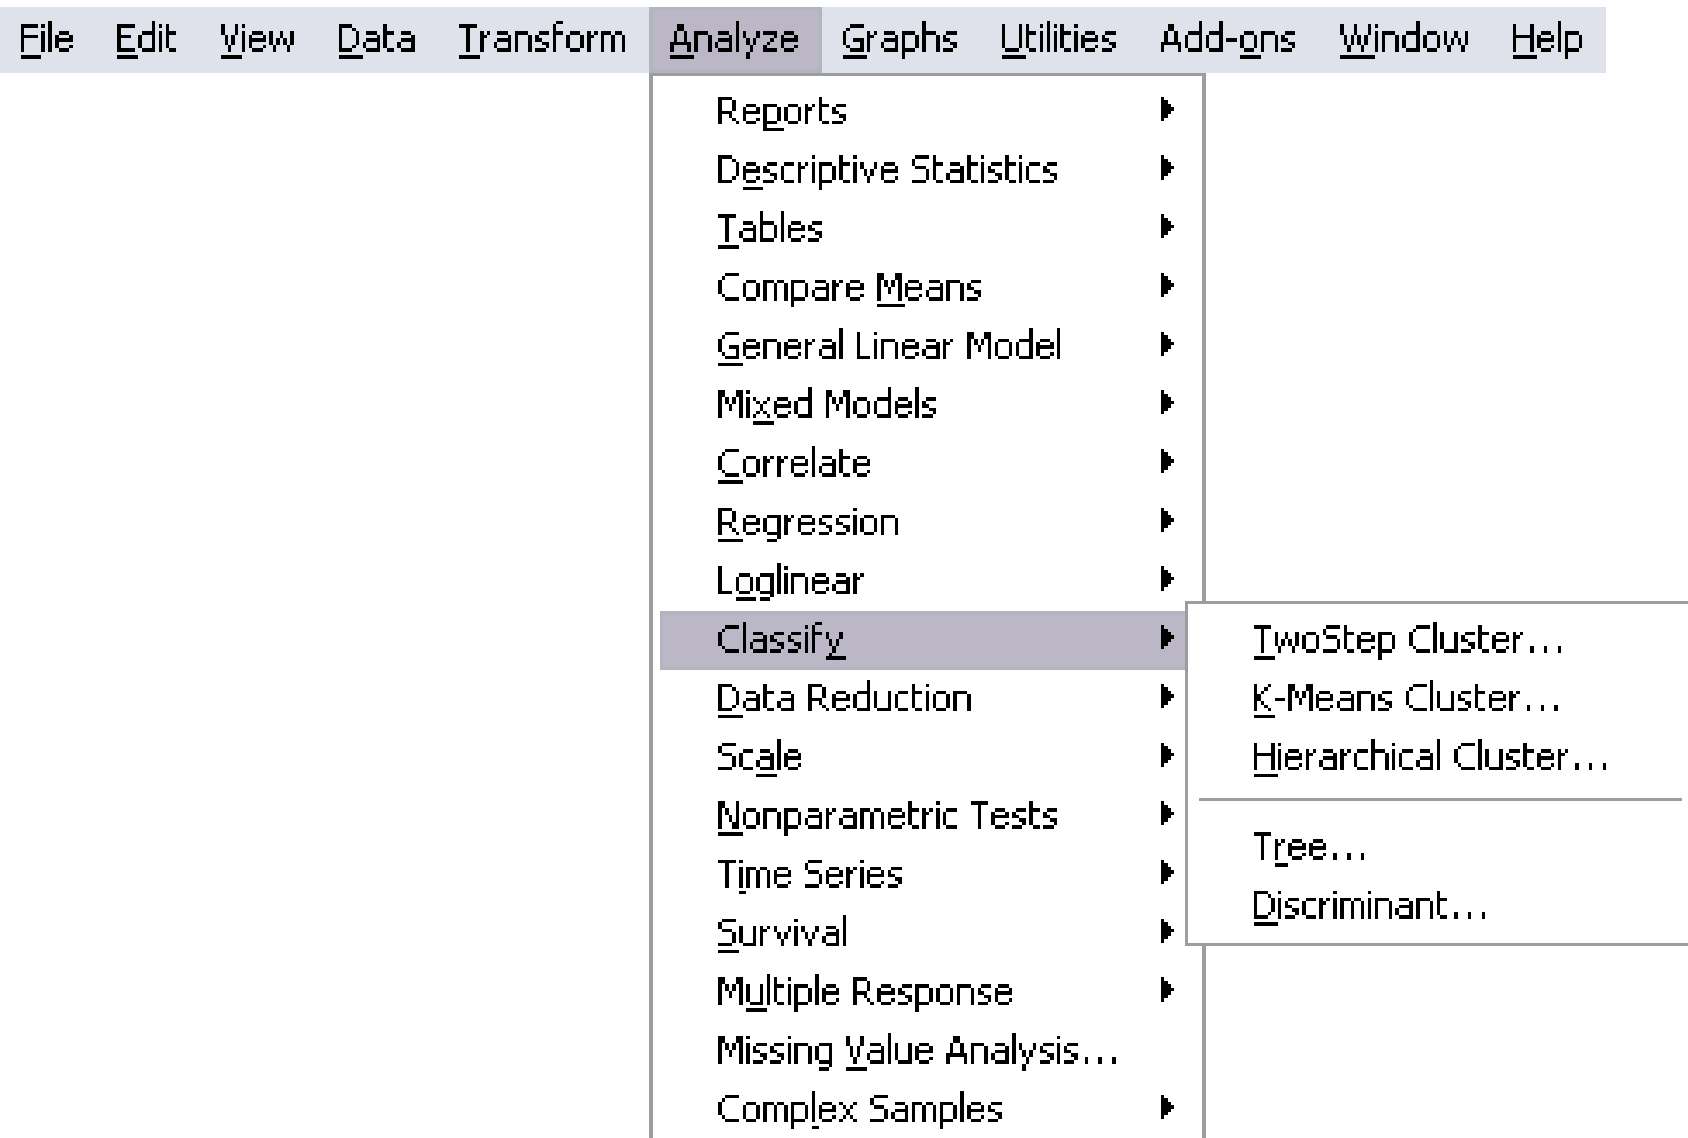 File Edit View Data Transform Analyze Graphs Utilities Add-ons Window Help
Reports
Descriptive Statistics
Tables
Compare Means
General Linear Model
Mixed Models
Correlate
Regression
Loglinear
Classify
Data Reduction
Scale
Nonparametric Tests
Time Series
Survival
Multiple Response
Missing Value Analysis...
Complex Samples
TwoStep Cluster...
K-Means Cluster...
Hierarchical Cluster...
Tree...
Discriminant...